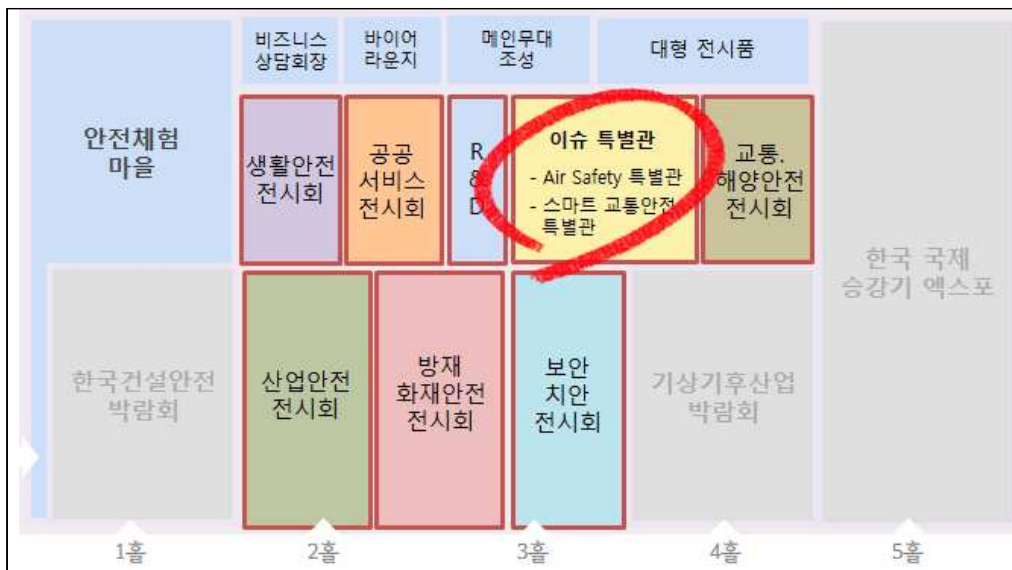 비즈니스
상담회장
바이어
라운지
메인무대
조성
대형 전시품
안전체험
마을
생활안전
전시회
공공
서비스
전시회
R
&
D
이슈 특별관
- Air Safety 특별관
- 스마트 교통안전
특별관
교통.
해양안전
전시회
한국 국제
승강기 엑스포
한국건설안전
박람회
산업안전
전시회
방재
화재안전
전시회
보안
치안
전시회
기상기후산업
박람회
1홀
2홀
3홀
4홀
5홀